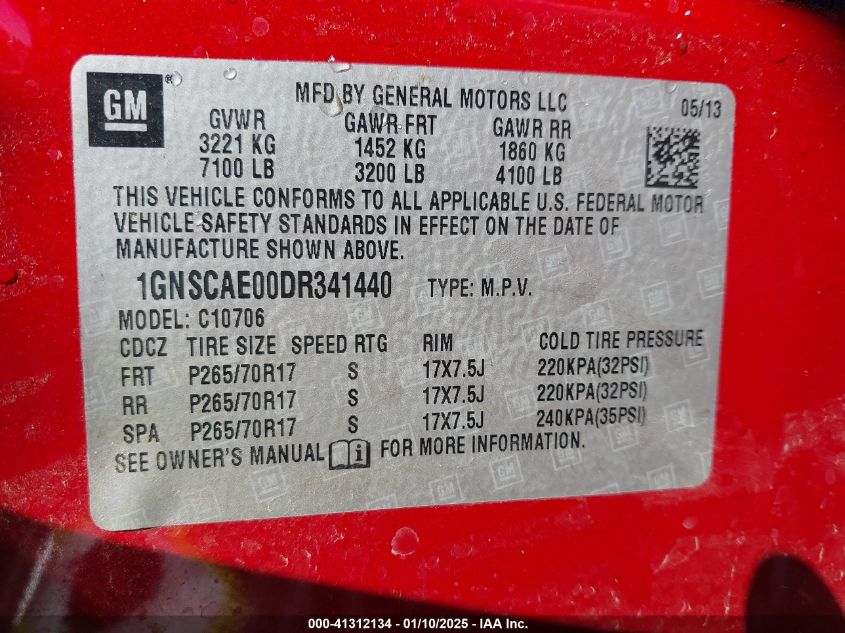 GM®
MFD BY GENERAL MOTORS LLC
05/13
GVWR GAWR FRT GAWR RR
3221 KG 1452 KG 1860 KG
7100 LB 3200 LB 4100 LB
THIS VEHICLE CONFORMS TO ALL APPLICABLE U.S. FEDERAL MOTOR
VEHICLE SAFETY STANDARDS IN EFFECT ON THE DATE OF
MANUFACTURE SHOWN ABOVE.
1GNSCAE00DR341440 TYPE: M.P.V.
MODEL: C10706
CDCZ TIRE SIZE SPEED RTG RIM COLD TIRE PRESSURE
FRT P265/70R17 S 17X7.5J 220KPA(32PSI)
RR P265/70R17 S 17X7.5J 220KPA(32PSI)
SPA P265/70R17 S 17X7.5J 240KPA(35PSI)
SEE OWNER'S MANUAL i FOR MORE INFORMATION.
000-41312134 - 01/10/2025 - IAA Inc.